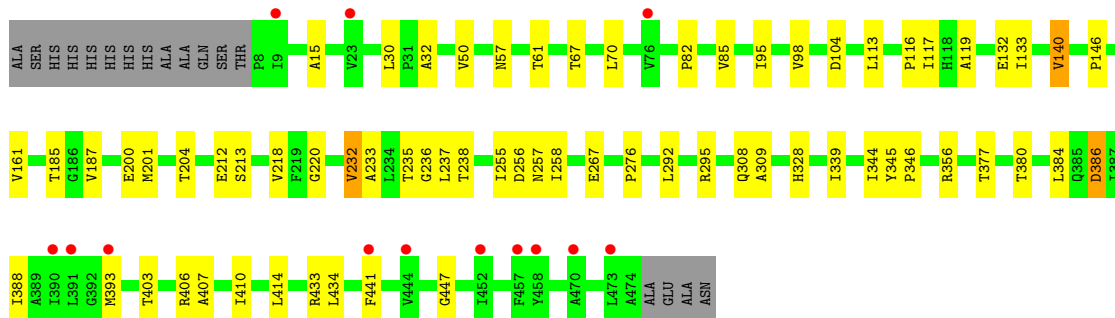 ALA SER HIS HIS HIS HIS HIS HIS ALA ALA GLN SER THR P8 I9 A15 V23 L30 P31 A32 V50 N57 T61 T67 L70 V76 P82 V85 I95 V98 D104 L113 P116 I117 H118 A119 E132 I133 V140 P146
V161 T185 G186 V187 E200 M201 T204 E212 S213 V218 F219 G220 V232 A233 L234 T235 G236 L237 T238 I255 D256 N257 I258 E267 P276 L292 R295 Q308 A309 H328 I339 I344 Y345 P346 R356 T377 T380 L384 Q385 D386 I387
I388 A389 I390 L391 G392 M393 T403 R406 A407 I410 L414 R433 L434 F441 V444 G447 I452 F457 Y458 A470 L473 A474 ALA GLU ALA ASN